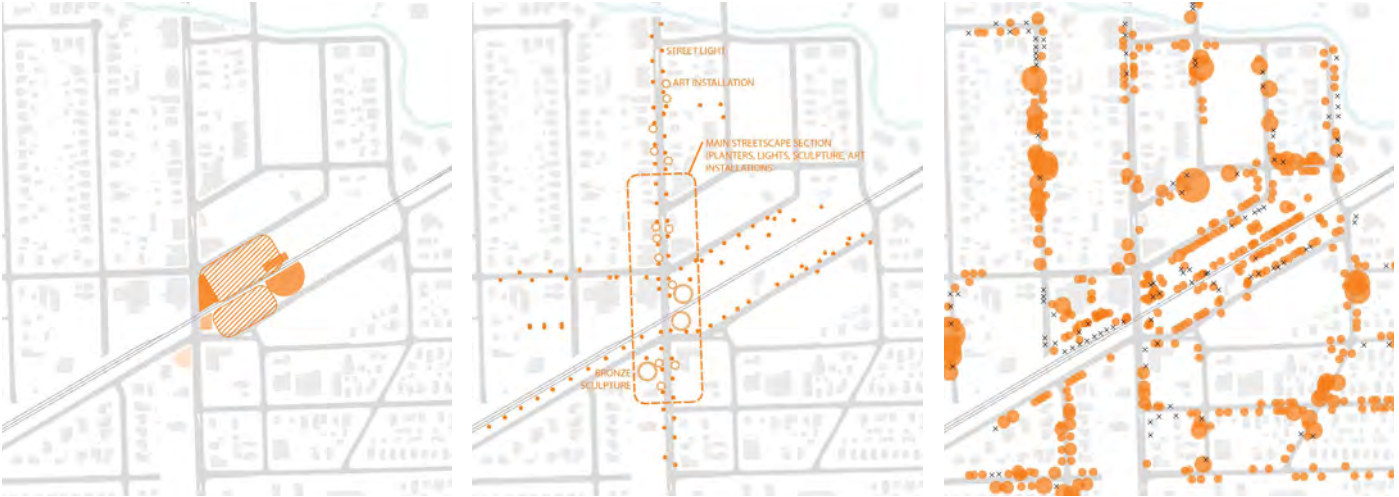 STREET LIGHT
ART INSTALLATION
MAIN STREETSCAPE SECTION
(PLANTERS, LIGHTS, SCULPTURE, ART
INSTALLATIONS
BRONZE
SCULPTURE